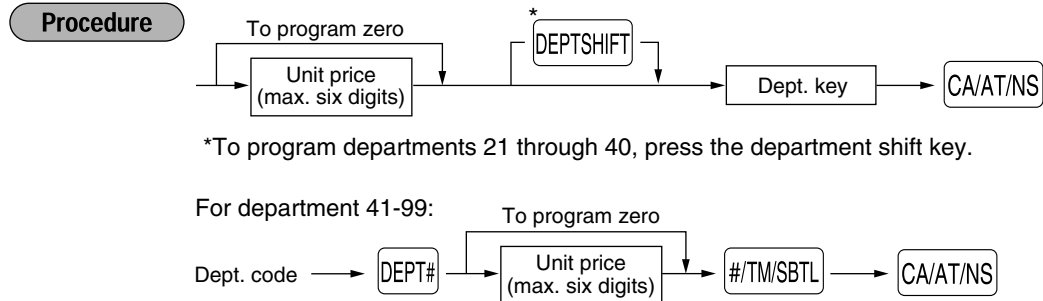 Procedure
To program zero
*
DEPTSHIFT
Unit price
(max. six digits)
Dept. key
CA/AT/NS
*To program departments 21 through 40, press the department shift key.
For department 41-99:
To program zero
Dept. code
DEPT#
Unit price
(max. six digits)
#/TM/SBTL
CA/AT/NS